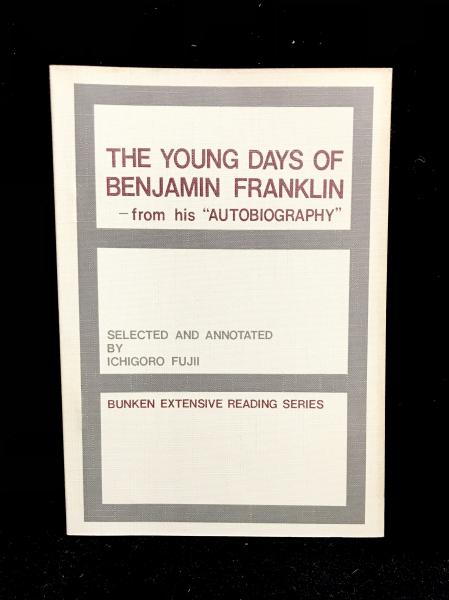 THE YOUNG DAYS OF
BENJAMIN FRANKLIN
—from his "AUTOBIOGRAPHY"
SELECTED AND ANNOTATED
BY
ICHIGORO FUJII
BUNKEN EXTENSIVE READING SERIES